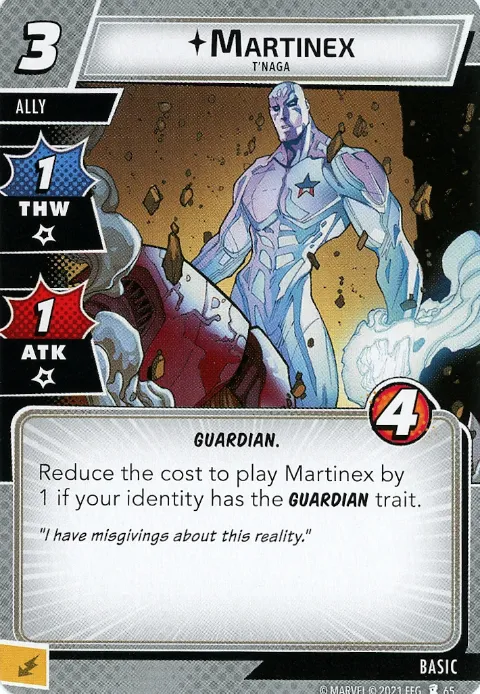 3
MARTINEX
T'NAGA
ALLY
1
THW
1
ATK
4
GUARDIAN.
Reduce the cost to play Martinex by
1 if your identity has the GUARDIAN trait.
"I have misgivings about this reality."
BASIC
© MARVEL © 2021 FFG 65